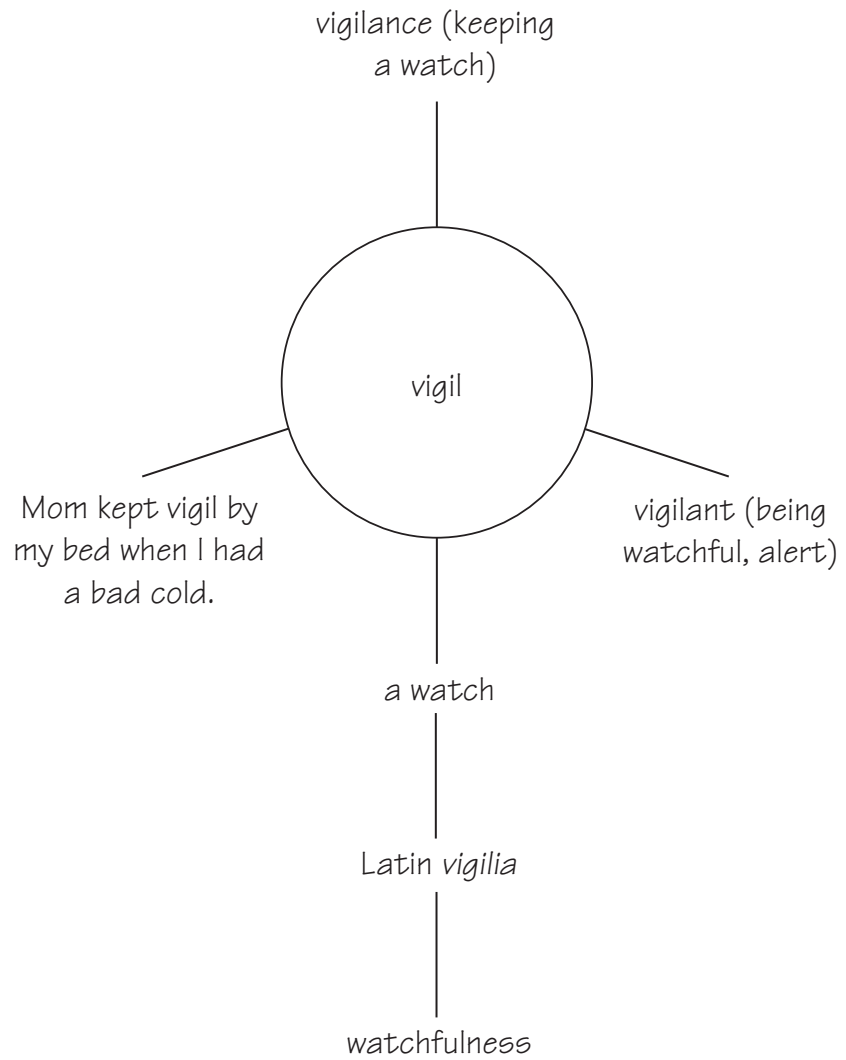 vigilance (keeping
a watch)
vigil
Mom kept vigil by
my bed when I had
a bad cold.
vigilant (being
watchful, alert)
a watch
Latin vigilia
watchfulness